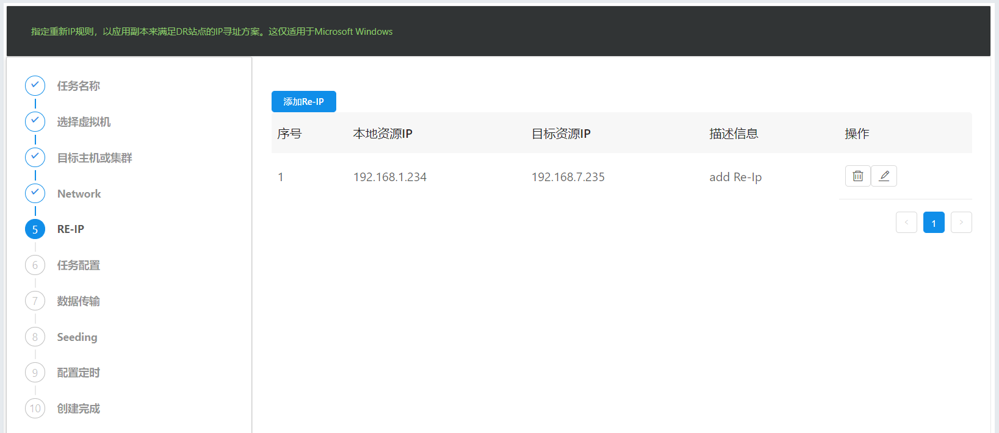 指定重新IP规则，以应用副本来满足DR站点的IP寻址方案。这仅适用于Microsoft Windows
任务名称
选择虚拟机
目标主机或集群
Network
5 RE-IP
6 任务配置
7 数据传输
8 Seeding
9 配置定时
10 创建完成
添加Re-IP
序号 本地资源IP 目标资源IP 描述信息 操作
1 192.168.1.234 192.168.7.235 add Re-Ip
< 1 >